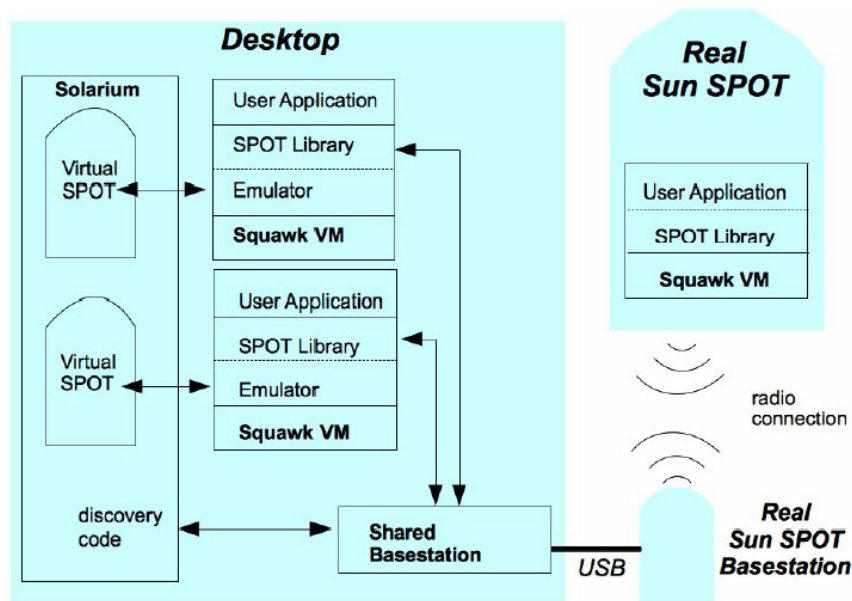 Desktop
Solarium
Virtual
SPOT
User Application
SPOT Library
Emulator
Squawk VM
Virtual
SPOT
User Application
SPOT Library
Emulator
Squawk VM
discovery
code
Shared
Basestation
USB
Real
Sun SPOT
User Application
SPOT Library
Squawk VM
radio
connection
Real
Sun SPOT
Basestation